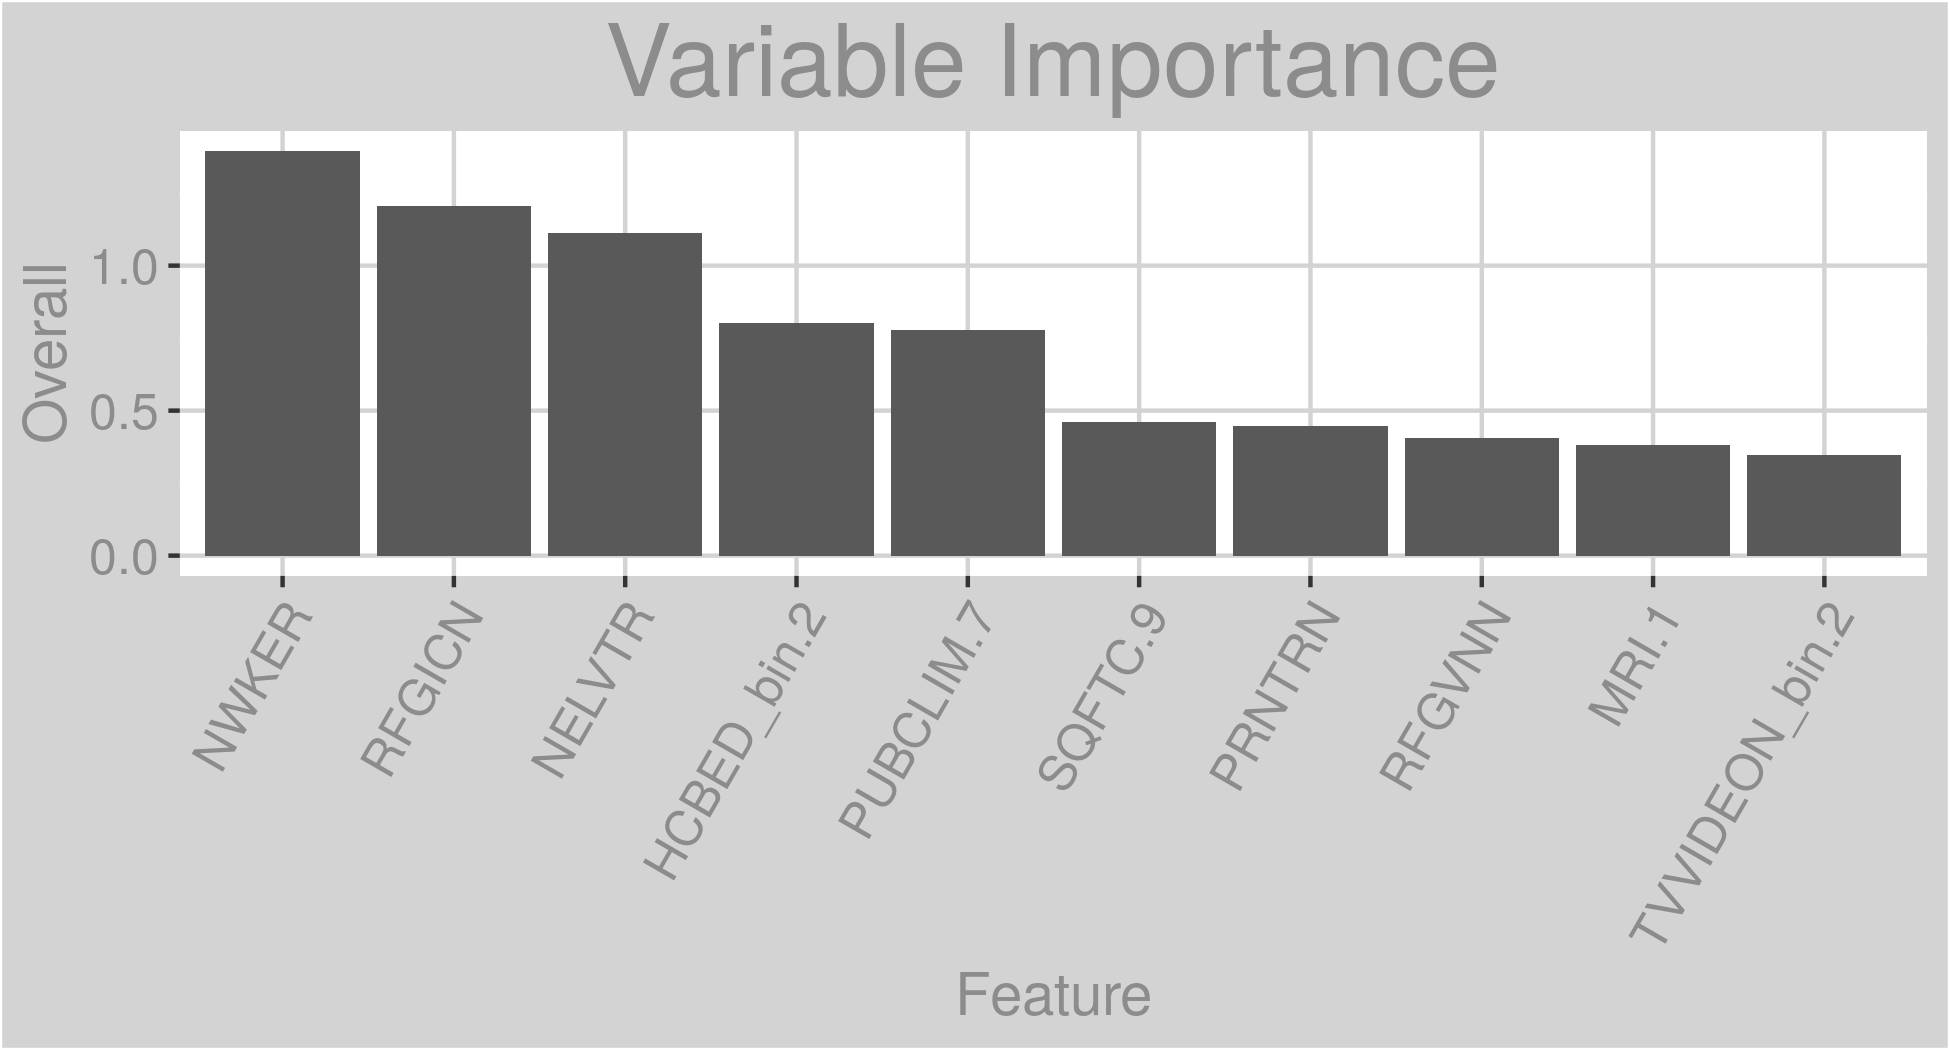 Variable Importance
Overall
1.0
0.5
0.0
NWKER
RFGICN
NELVTR
HCBED_bin.2
PUBCLIM.7
SQFTC.9
PRNTRN
RFGVNN
MRI.1
TVVIDEON_bin.2
Feature